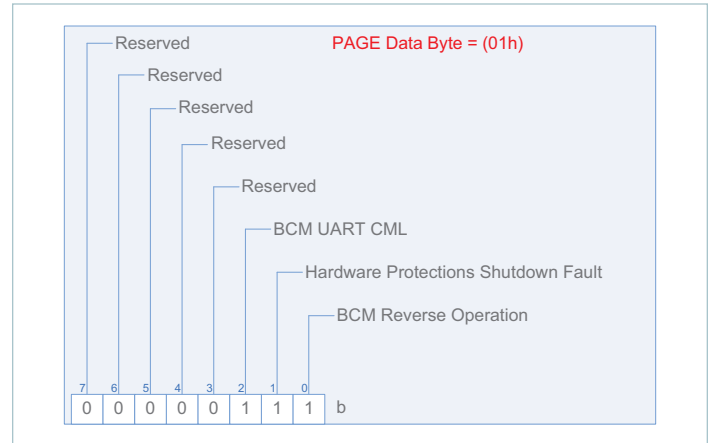 Reserved PAGE Data Byte = (01h)
Reserved
Reserved
Reserved
Reserved
BCM UART CML
Hardware Protections Shutdown Fault
BCM Reverse Operation
7 6 5 4 3 2 1 0
0 0 0 0 0 1 1 1 b